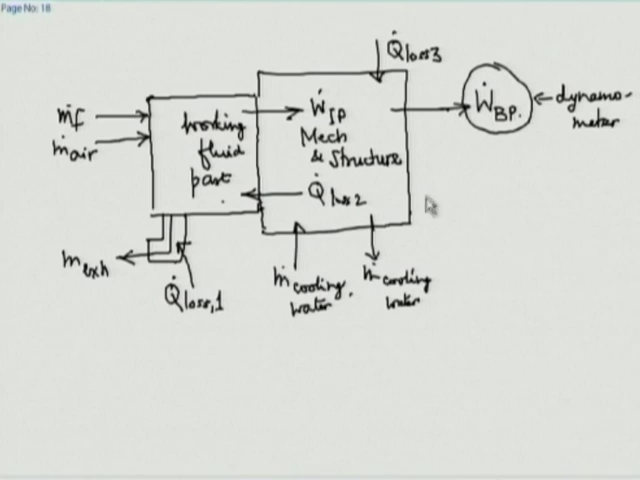 Page No: 18
Q̇loss3
ṁf
ṁair
working
fluid
part
ẆIP
Mech
& Structure
Q̇loss2
ẆBP.
dynamo-
meter
ṁexh
Q̇loss,1
ṁcooling
water.
ṁcooling
water